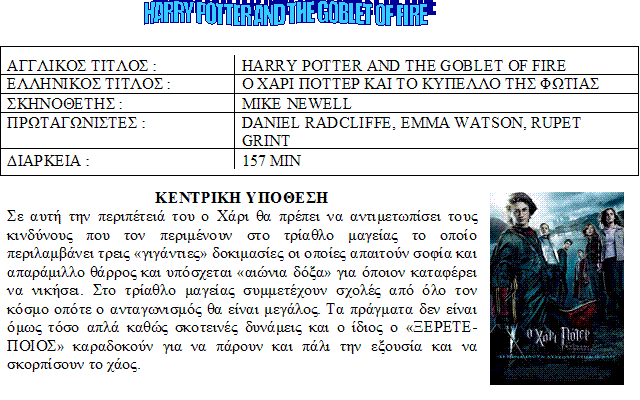 HARRY POTTER AND THE GOBLET OF FIRE
ΑΓΓΛΙΚΟΣ ΤΙΤΛΟΣ : HARRY POTTER AND THE GOBLET OF FIRE
ΕΛΛΗΝΙΚΟΣ ΤΙΤΛΟΣ : Ο ΧΑΡΙ ΠΟΤΤΕΡ ΚΑΙ ΤΟ ΚΥΠΕΛΛΟ ΤΗΣ ΦΩΤΙΑΣ
ΣΚΗΝΟΘΕΤΗΣ : MIKE NEWELL
ΠΡΩΤΑΓΩΝΙΣΤΕΣ : DANIEL RADCLIFFE, EMMA WATSON, RUPET
GRINT
ΔΙΑΡΚΕΙΑ : 157 MIN
ΚΕΝΤΡΙΚΗ ΥΠΟΘΕΣΗ
Σε αυτή την περιπέτειά του ο Χάρι θα πρέπει να αντιμετωπίσει τους
κινδύνους που τον περιμένουν στο τρίαθλο μαγείας το οποίο
περιλαμβάνει τρεις «γιγάντιες» δοκιμασίες οι οποίες απαιτούν σοφία και
απαράμιλλο θάρρος και υπόσχεται «αιώνια δόξα» για όποιον καταφέρει
να νικήσει. Στο τρίαθλο μαγείας συμμετέχουν σχολές από όλο τον
κόσμο οπότε ο ανταγωνισμός θα είναι μεγάλος. Τα πράγματα δεν είναι
όμως τόσο απλά καθώς σκοτεινές δυνάμεις και ο ίδιος ο «ΞΕΡΕΤΕ-
ΠΟΙΟΣ» καραδοκούν για να πάρουν και πάλι την εξουσία και να
σκορπίσουν το χάος.
ο Χάρι Πότερ